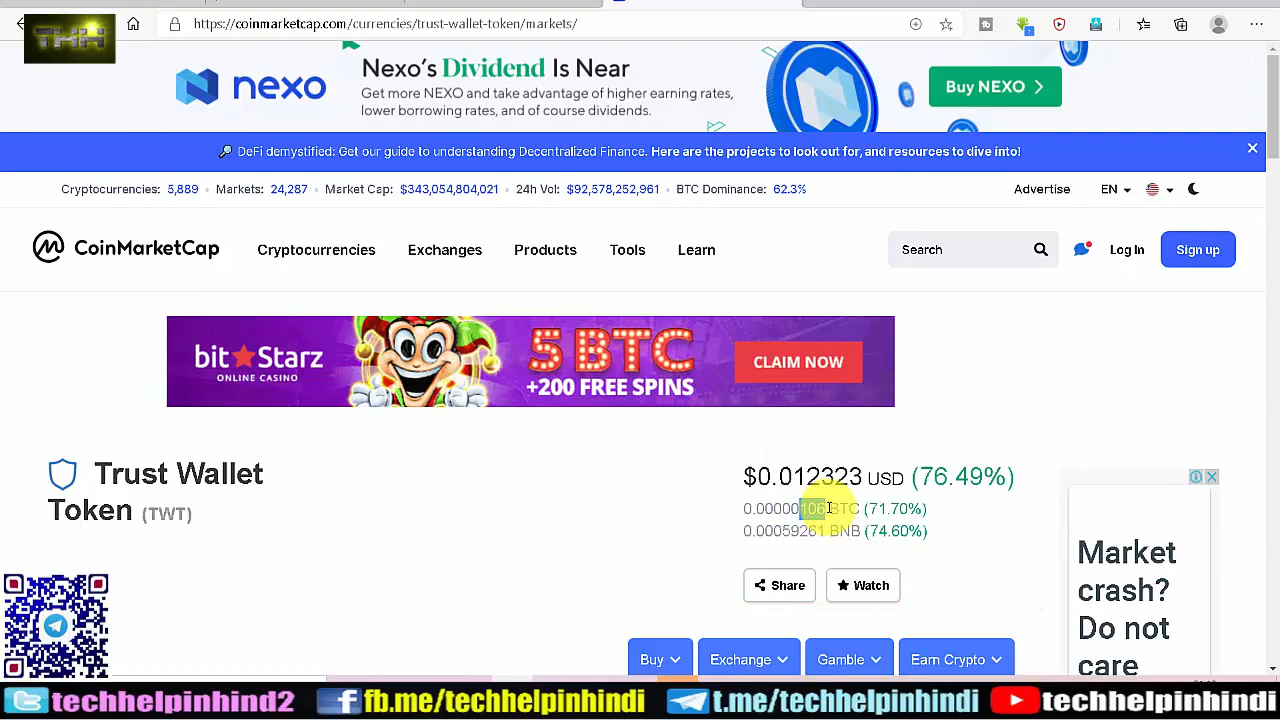 https://coinmarketcap.com/currencies/trust-wallet-token/markets/
THH
nexo
Nexo's Dividend Is Near
Get more NEXO and take advantage of higher earning rates,
lower borrowing rates, and of course dividends.
Buy NEXO
DeFi demystified: Get our guide to understanding Decentralized Finance. Here are the projects to look out for, and resources to dive into!
Cryptocurrencies: 5,889 • Markets: 24,287 • Market Cap: $343,054,804,021 • 24h Vol: $92,578,252,961 • BTC Dominance: 62.3%
Advertise EN
CoinMarketCap Cryptocurrencies Exchanges Products Tools Learn Search Log In Sign up
bit★Starz
ONLINE CASINO
5 BTC
+200 FREE SPINS
CLAIM NOW
Trust Wallet
Token (TWT)
$0.012323 USD (76.49%)
0.00000106 BTC (71.70%)
0.00059261 BNB (74.60%)
Share Watch
Buy Exchange Gamble Earn Crypto
Market
crash?
Do not
care
techhelpinhind2 fb.me/techhelpinhindi t.me/techhelpinhindi techhelpinhindi